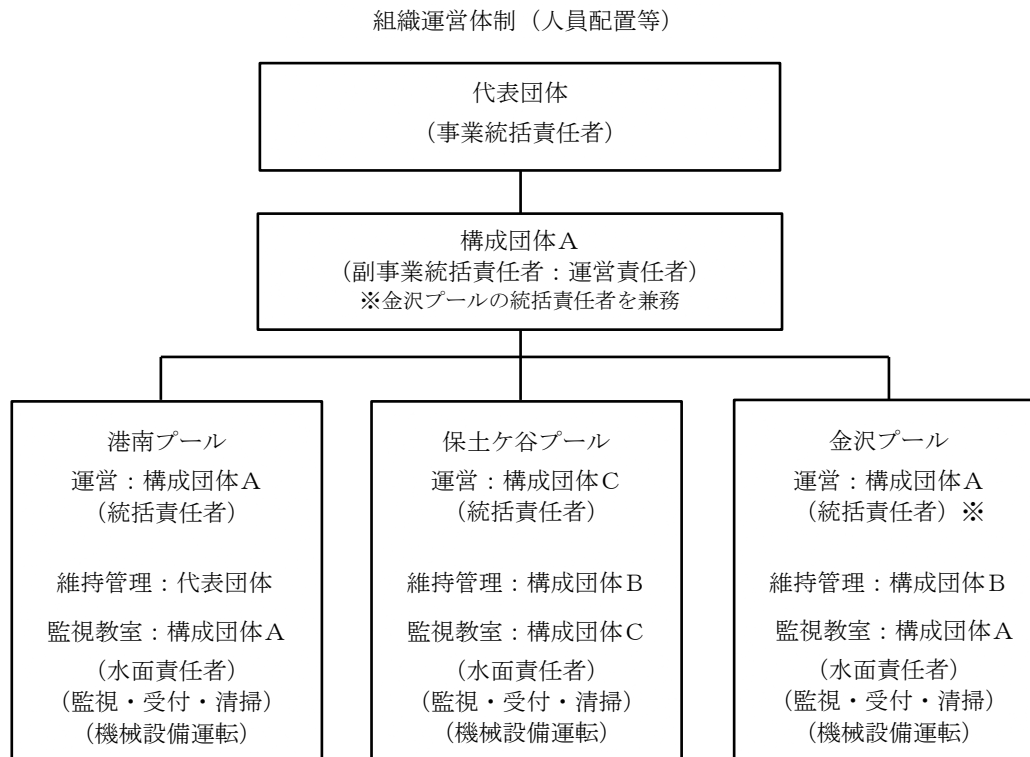 組織運営体制（人員配置等）
代表団体
（事業統括責任者）
構成団体Ａ
（副事業統括責任者：運営責任者）
※金沢プールの統括責任者を兼務
港南プール
運営：構成団体Ａ
（統括責任者）
維持管理：代表団体
監視教室：構成団体Ａ
（水面責任者）
（監視・受付・清掃）
（機械設備運転）
保土ケ谷プール
運営：構成団体Ｃ
（統括責任者）
維持管理：構成団体Ｂ
監視教室：構成団体Ｃ
（水面責任者）
（監視・受付・清掃）
（機械設備運転）
金沢プール
運営：構成団体Ａ
（統括責任者）※
維持管理：構成団体Ｂ
監視教室：構成団体Ａ
（水面責任者）
（監視・受付・清掃）
（機械設備運転）